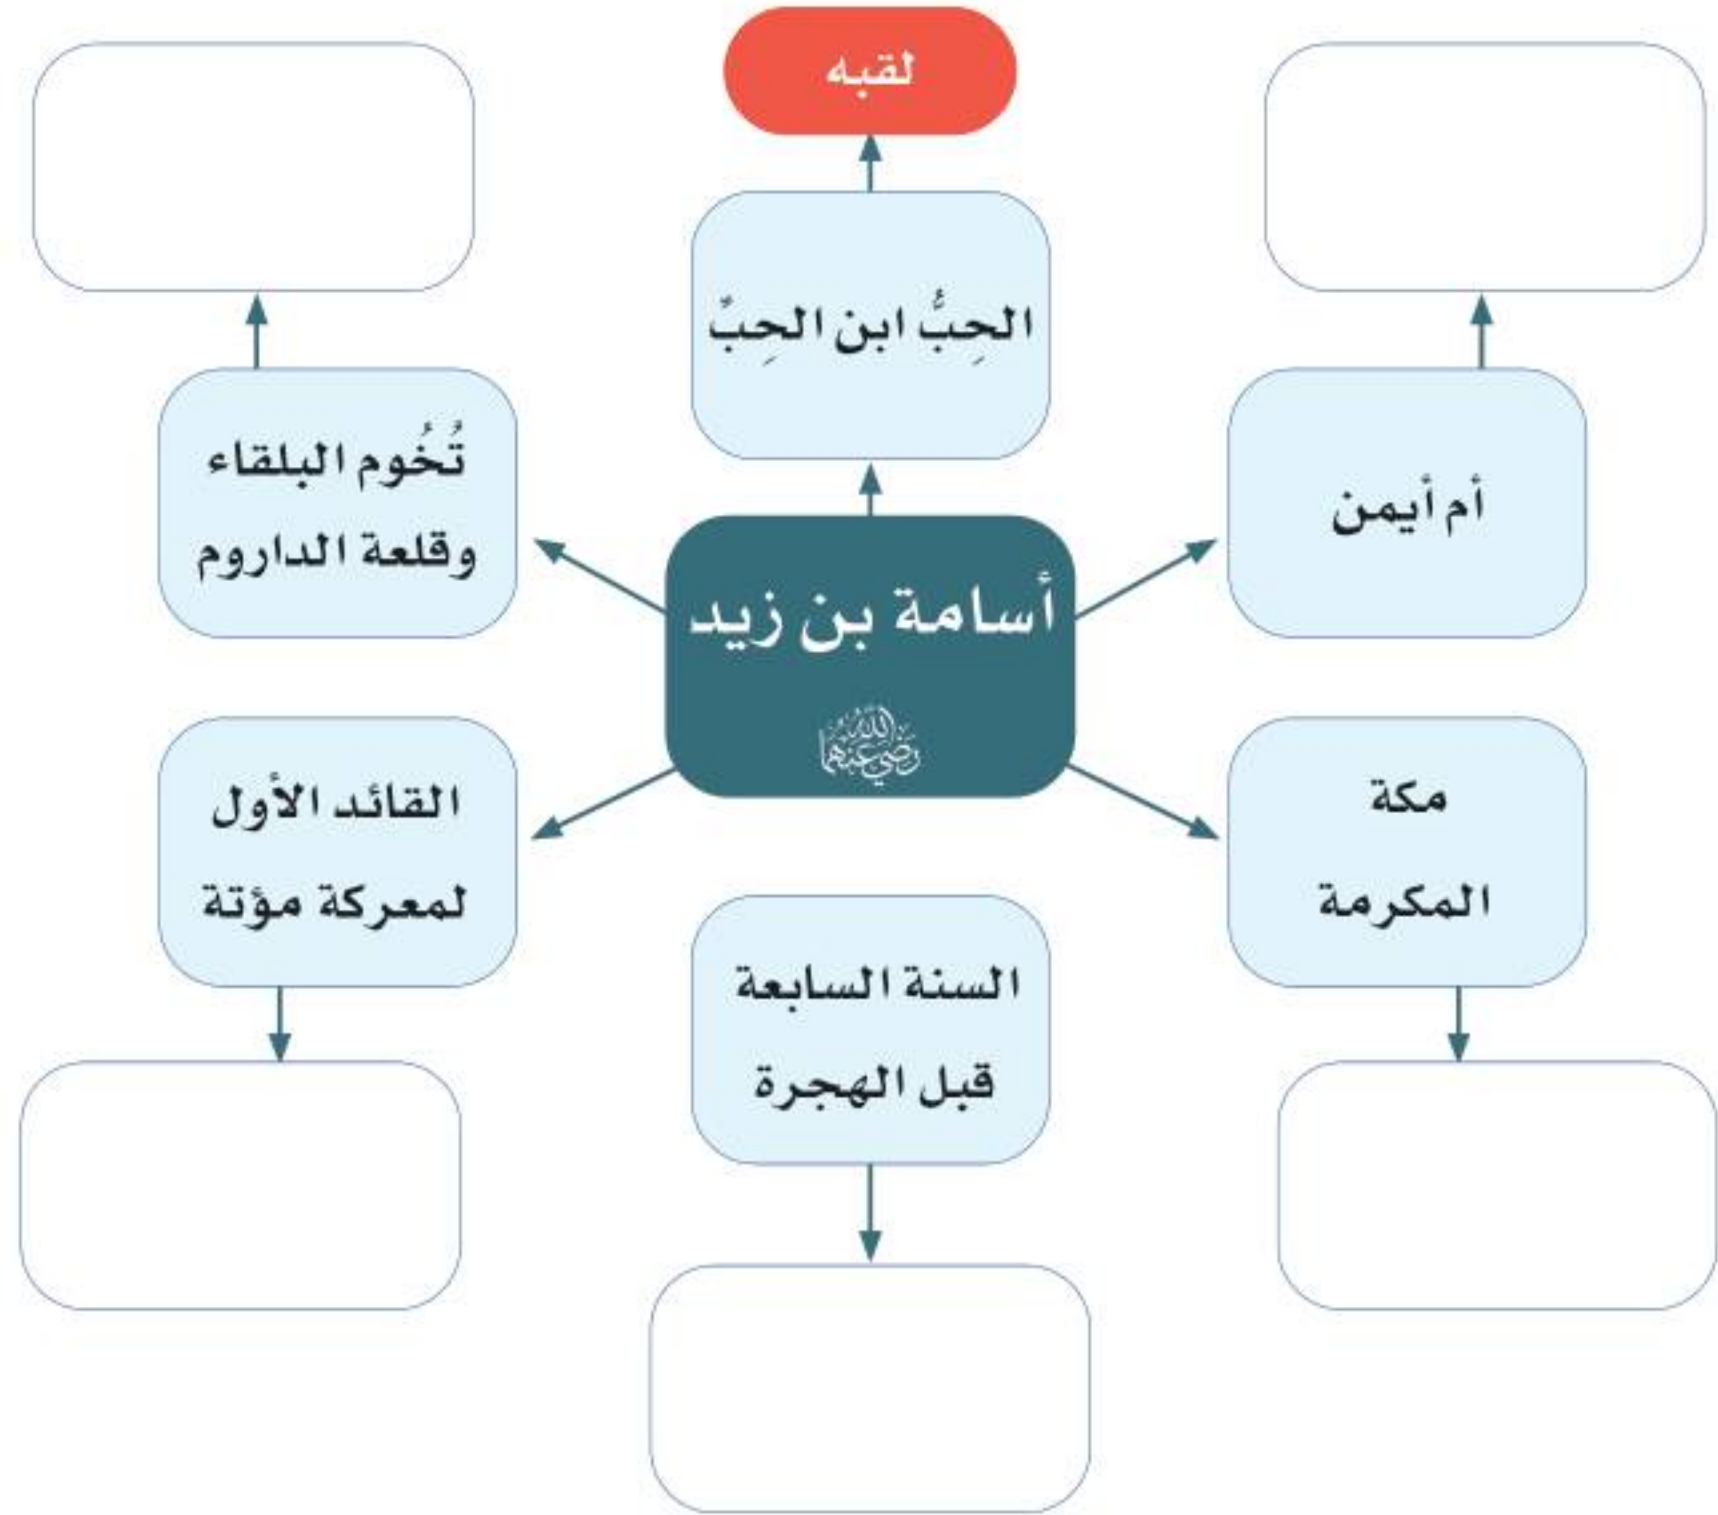 لقبه
الحِبُّ ابن الحِبِّ
أم أيمن
تُخُوم البلقاء
وقلعة الداروم
أسامة بن زيد
رضي الله عنهما
مكة
المكرمة
القائد الأول
لمعركة مؤتة
السنة السابعة
قبل الهجرة